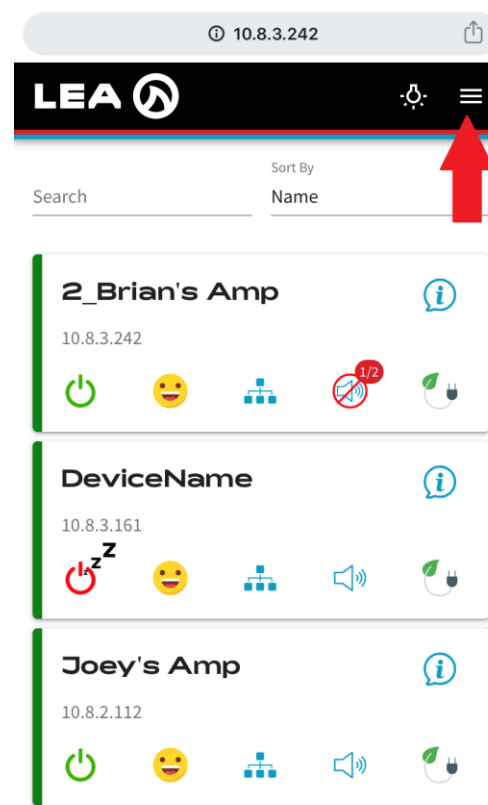 10.8.3.242
LEA
Sort By
Search
Name
2_Brian's Amp
10.8.3.242
1/2
DeviceName
10.8.3.161
z z Z
Joey's Amp
10.8.2.112